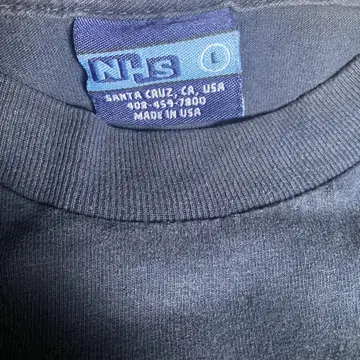 NHS L
SANTA CRUZ, CA, USA
408-459-7800
MADE IN USA